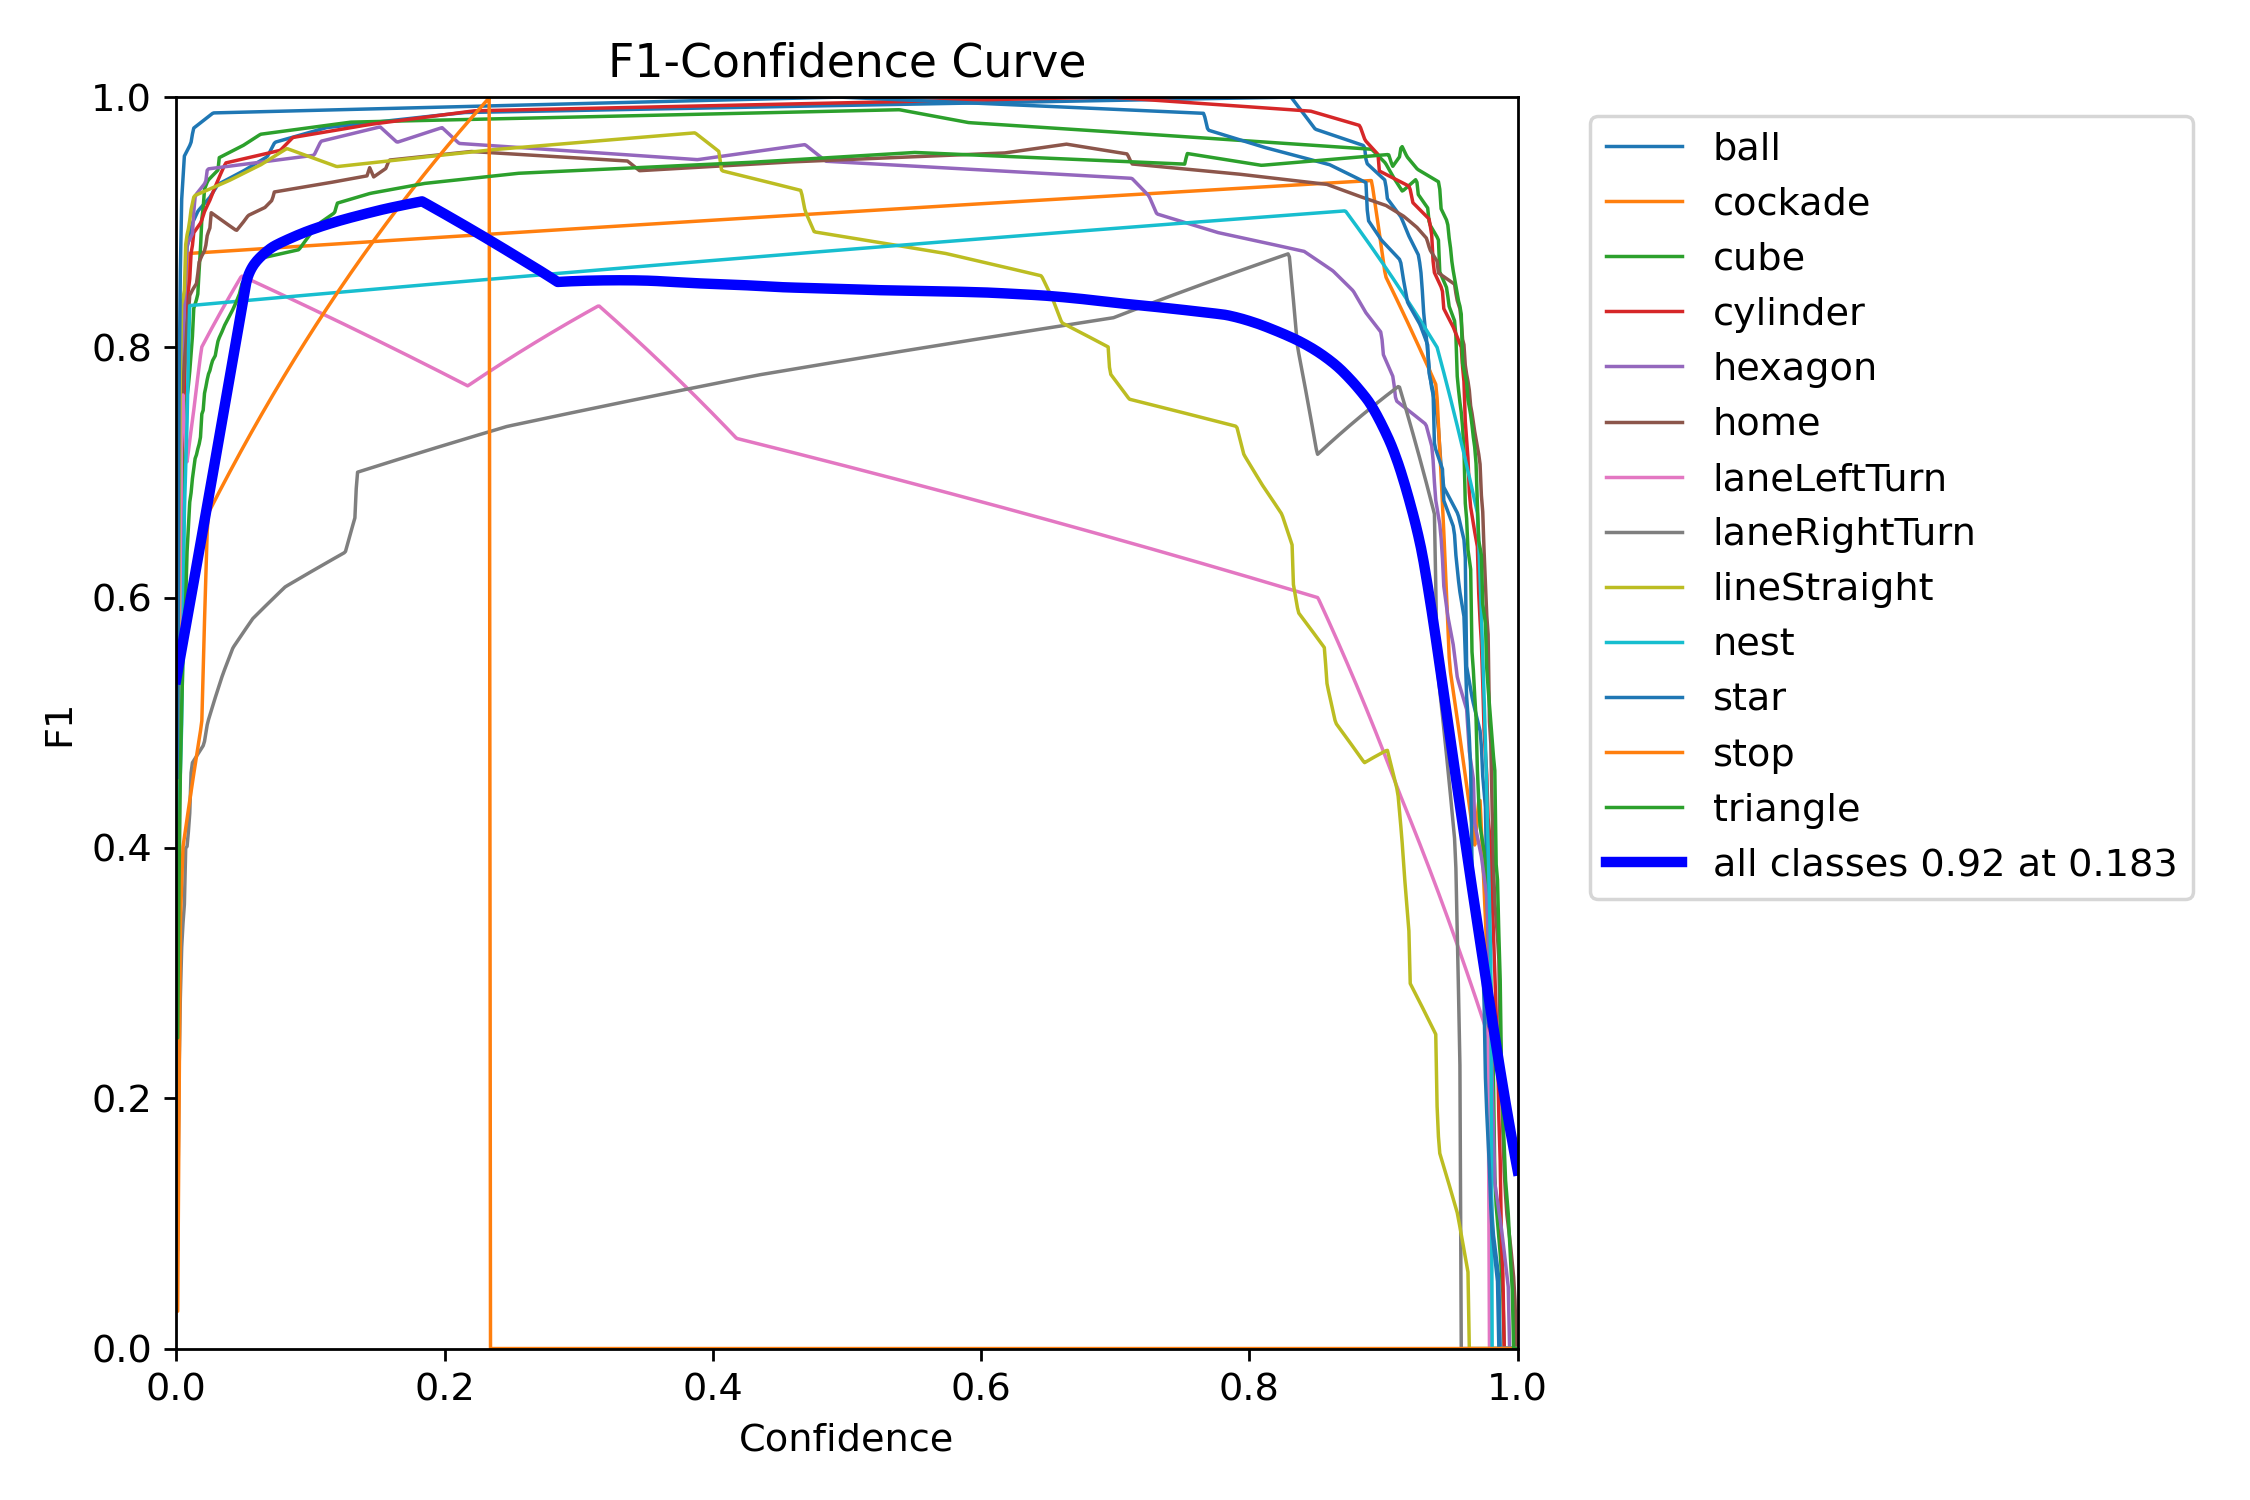 F1-Confidence Curve
1.0
0.8
0.6
0.4
0.2
0.0
F1
0.0 0.2 0.4 0.6 0.8 1.0
Confidence
ball
cockade
cube
cylinder
hexagon
home
laneLeftTurn
laneRightTurn
lineStraight
nest
star
stop
triangle
all classes 0.92 at 0.183